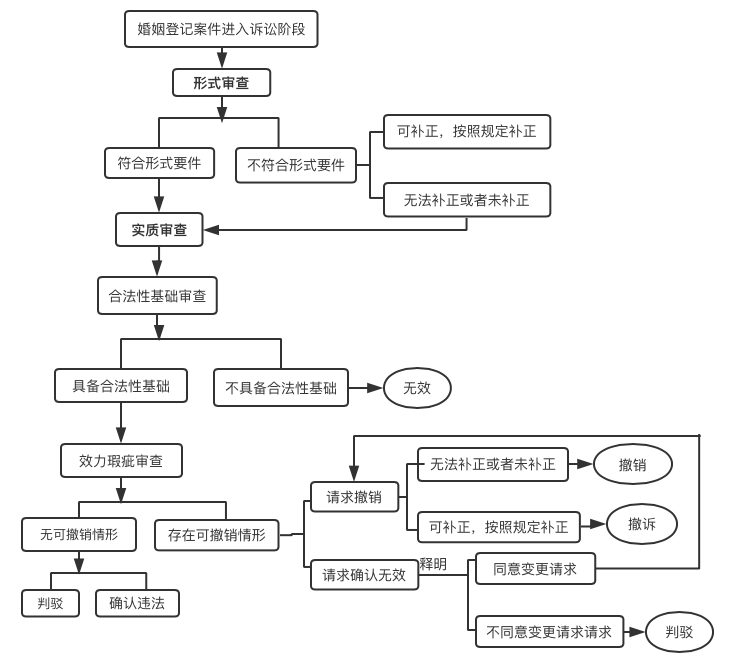 婚姻登记案件进入诉讼阶段
形式审查
可补正，按照规定补正
符合形式要件
不符合形式要件
无法补正或者未补正
实质审查
合法性基础审查
具备合法性基础
不具备合法性基础
无效
效力瑕疵审查
无法补正或者未补正
撤销
请求撤销
无可撤销情形
存在可撤销情形
可补正，按照规定补正
撤诉
释明
请求确认无效
同意变更请求
判驳
确认违法
不同意变更请求请求
判驳